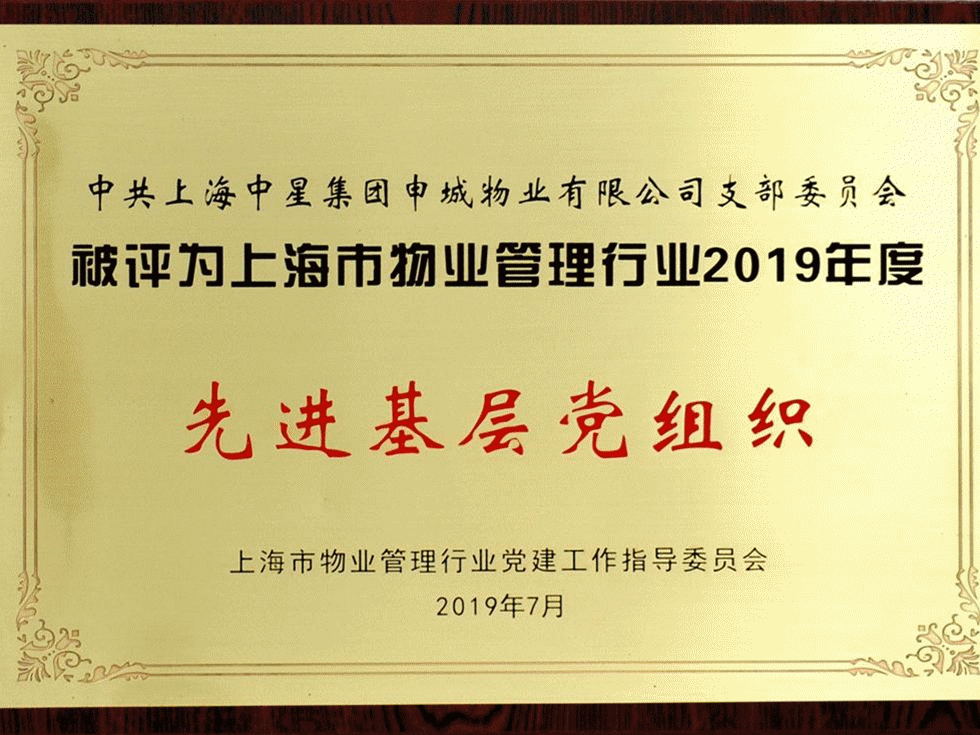 中共上海中星集团申城物业有限公司支部委员会
被评为上海市物业管理行业2019年度
先进基层党组织
上海市物业管理行业党建工作指导委员会
2019年7月